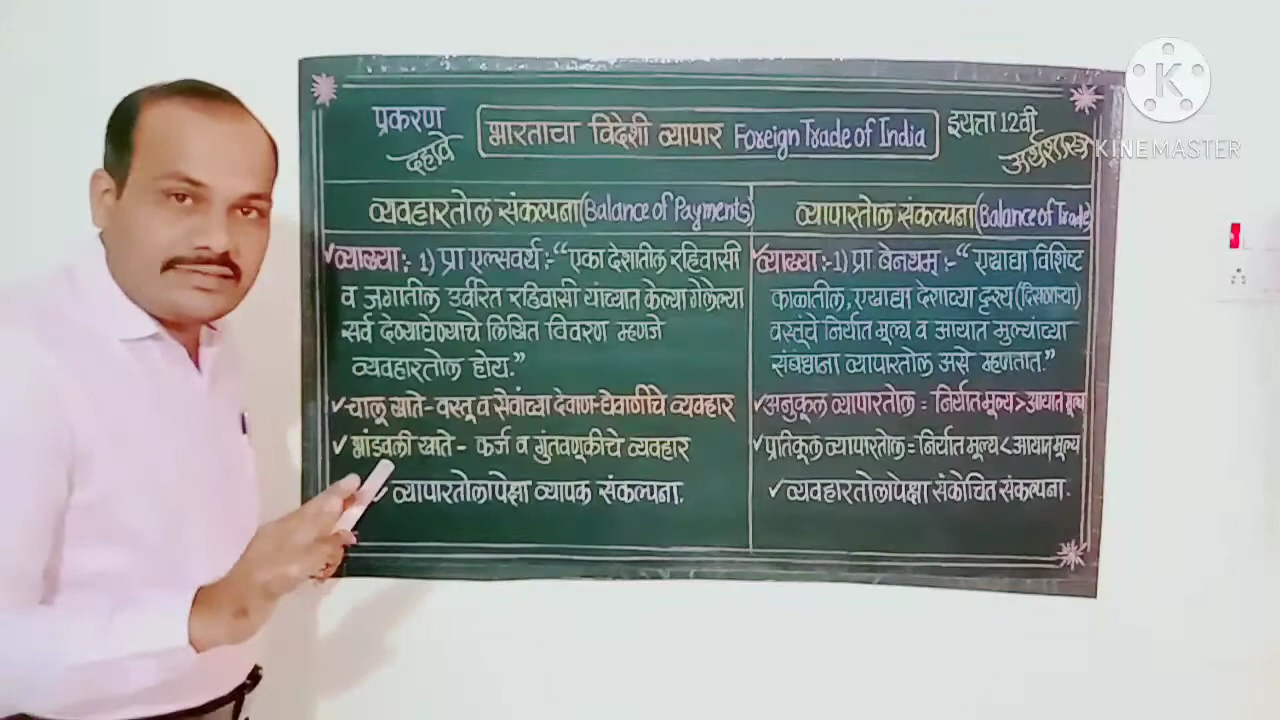 प्रकरण
दहावे
भारताचा विदेशी व्यापार Foreign Trade of India
इयत्ता 12वी
अर्थशास्त्र
K
KINEMASTER
व्यवहारतोल संकल्पना (Balance of Payments)
✓व्याख्या :- 1) प्रा एल्सवर्थ :- “एका देशातील रहिवासी
व जगातील उर्वरित रहिवासी यांच्यात केल्या गेलेल्या
सर्व देण्याघेण्याचे लिखित विवरण म्हणजे
व्यवहारतोल होय.”
✓चालू खाते - वस्तू व सेवांच्या देवाण-घेवाणीचे व्यवहार
✓भांडवली खाते - कर्ज व गुंतवणूकीचे व्यवहार
✓व्यापारतोलापेक्षा व्यापक संकल्पना.
व्यापारतोल संकल्पना (Balance of Trade)
✓व्याख्या :- 1) प्रा बेनथम् :- “एखाद्या विशिष्ट
काळातील, एखाद्या देशाच्या दृश्य (दिसणाऱ्या)
वस्तूंचे निर्यात मूल्य व आयात मुल्यांच्या
संबंधाना व्यापारतोल असे म्हणतात.”
✓अनुकूल व्यापारतोल = निर्यात मूल्य > आयात मूल्य
✓प्रतिकूल व्यापारतोल = निर्यात मूल्य < आयात मूल्य
✓व्यवहारतोलापेक्षा संकोचित संकल्पना.